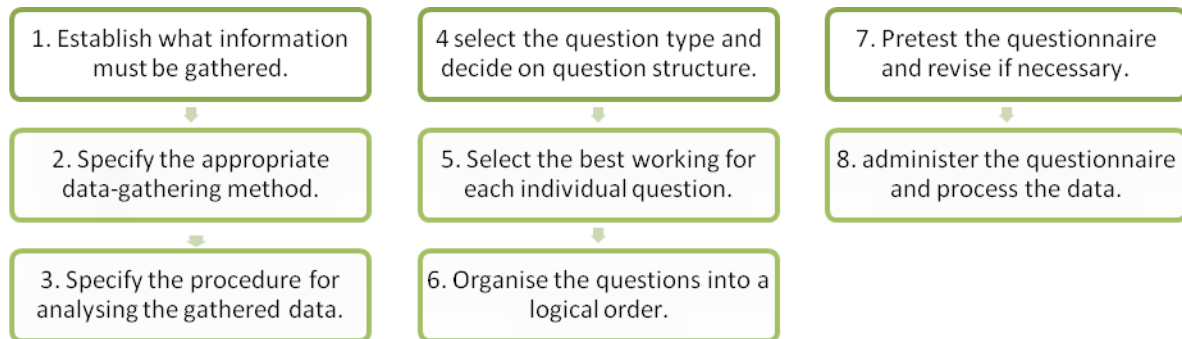 1. Establish what information
must be gathered.
2. Specify the appropriate
data-gathering method.
3. Specify the procedure for
analysing the gathered data.
4 select the question type and
decide on question structure.
5. Select the best working for
each individual question.
6. Organise the questions into a
logical order.
7. Pretest the questionnaire
and revise if necessary.
8. administer the questionnaire
and process the data.